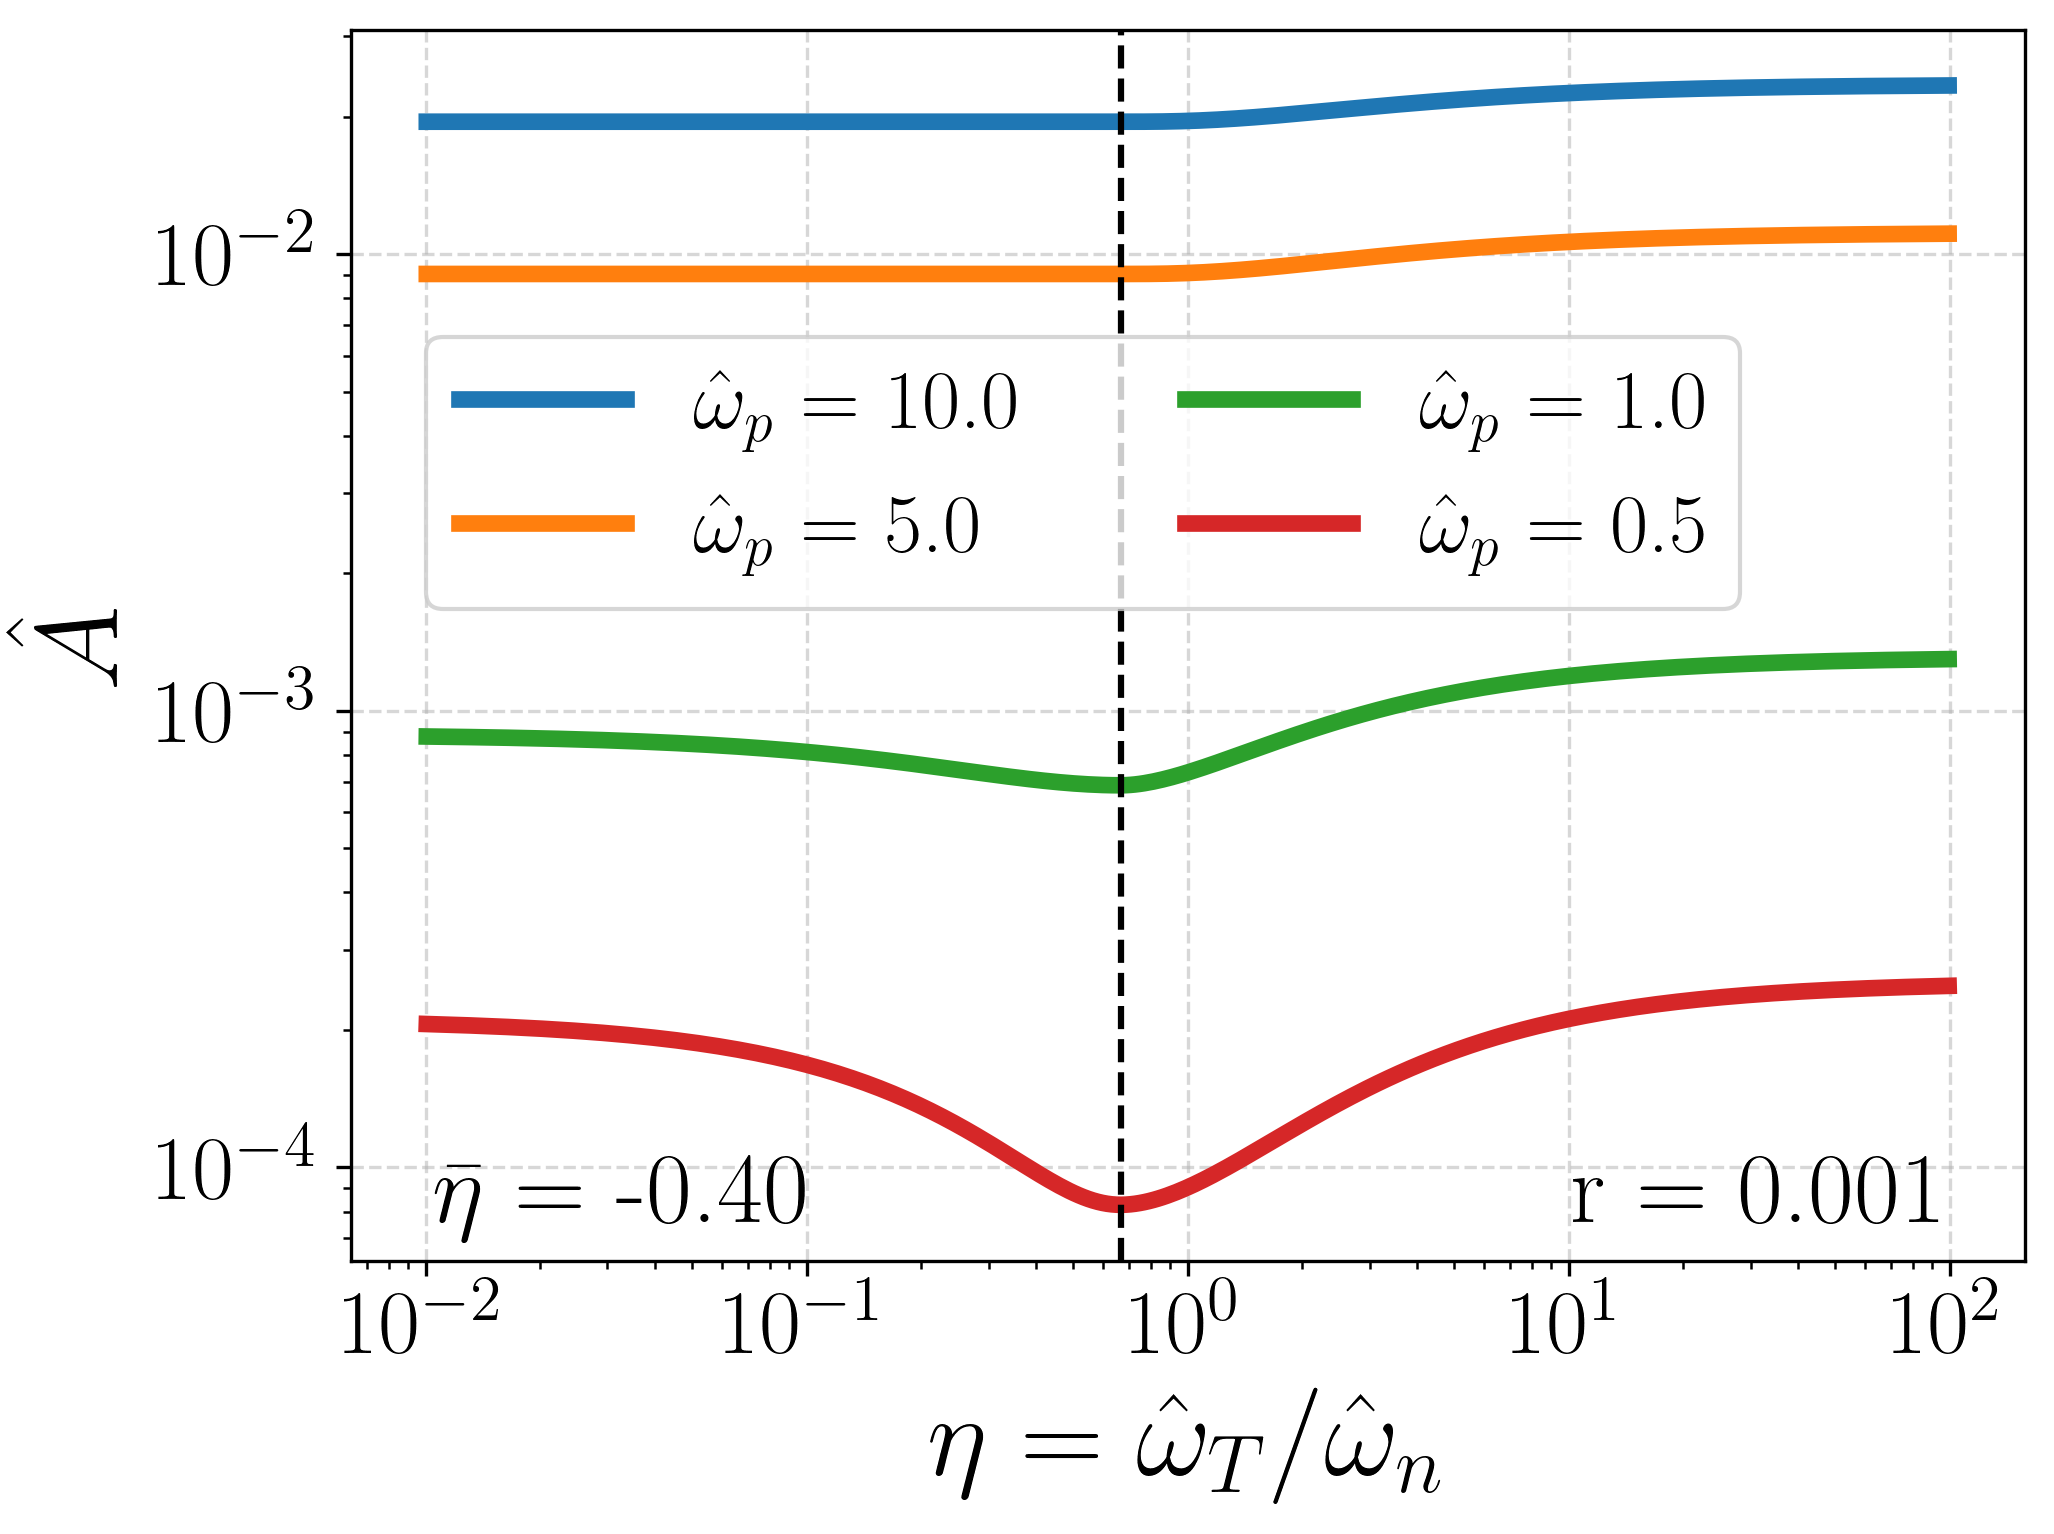 10⁻²
10⁻³
10⁻⁴
Â
ω̂ₚ = 10.0
ω̂ₚ = 5.0
ω̂ₚ = 1.0
ω̂ₚ = 0.5
η̄ = -0.40
r = 0.001
10⁻² 10⁻¹ 10⁰ 10¹ 10²
η = ω̂_T/ω̂ₙ